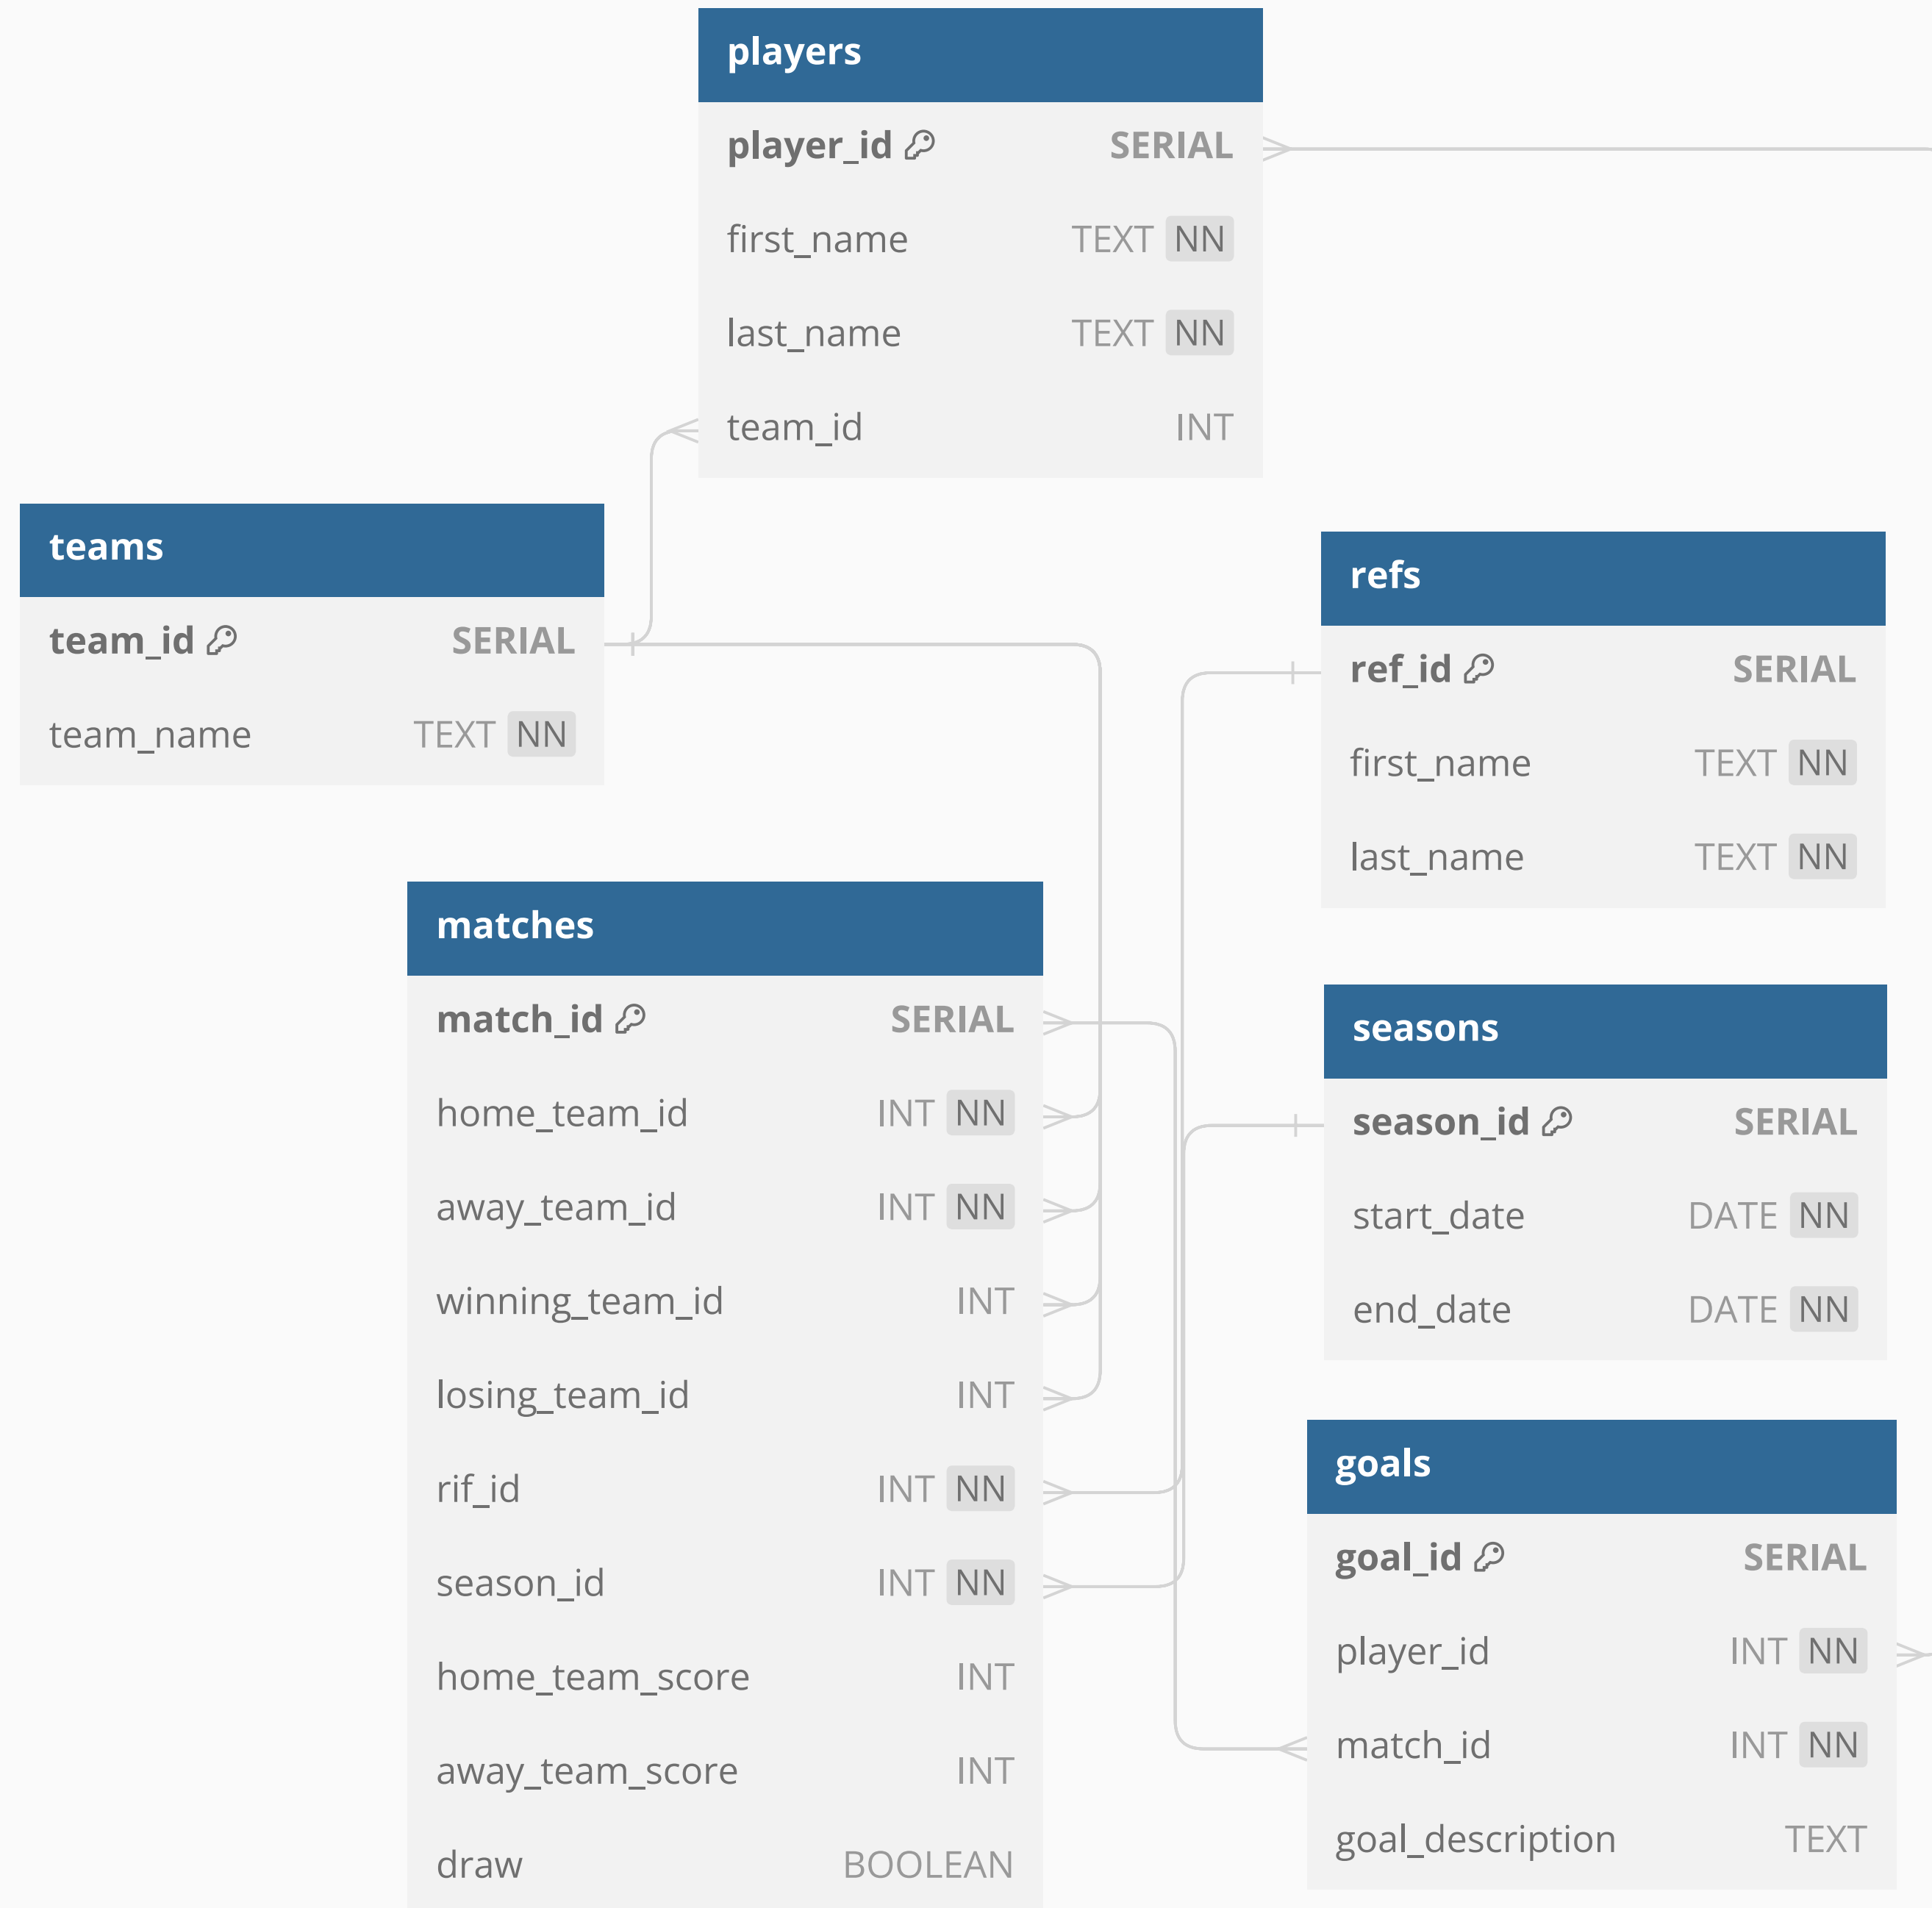 players
player_id SERIAL
first_name TEXT NN
last_name TEXT NN
team_id INT
teams
team_id SERIAL
team_name TEXT NN
refs
ref_id SERIAL
first_name TEXT NN
last_name TEXT NN
matches
match_id SERIAL
home_team_id INT NN
away_team_id INT NN
winning_team_id INT
losing_team_id INT
rif_id INT NN
season_id INT NN
home_team_score INT
away_team_score INT
draw BOOLEAN
seasons
season_id SERIAL
start_date DATE NN
end_date DATE NN
goals
goal_id SERIAL
player_id INT NN
match_id INT NN
goal_description TEXT